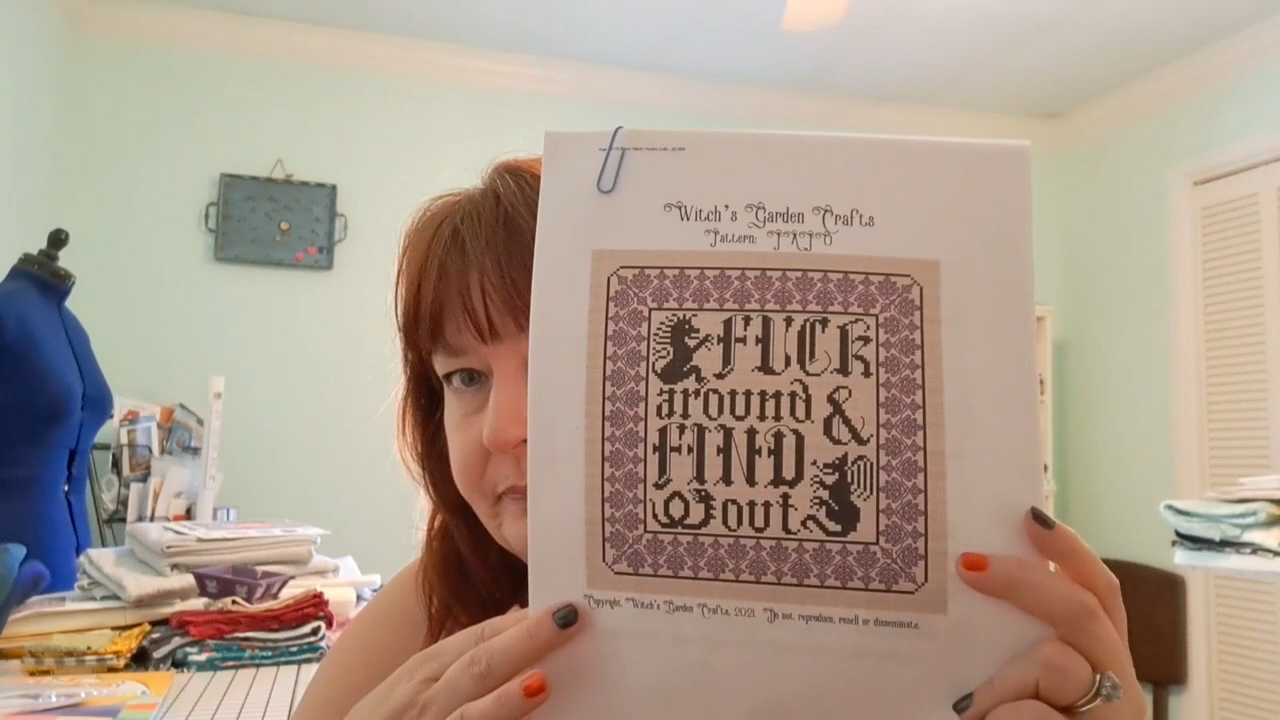 Witch's Garden Crafts
Pattern: FAFO
FUCK
around &
FIND
out
Copyright, Witch's Garden Crafts, 2021. Do not, reproduce, resell or disseminate.